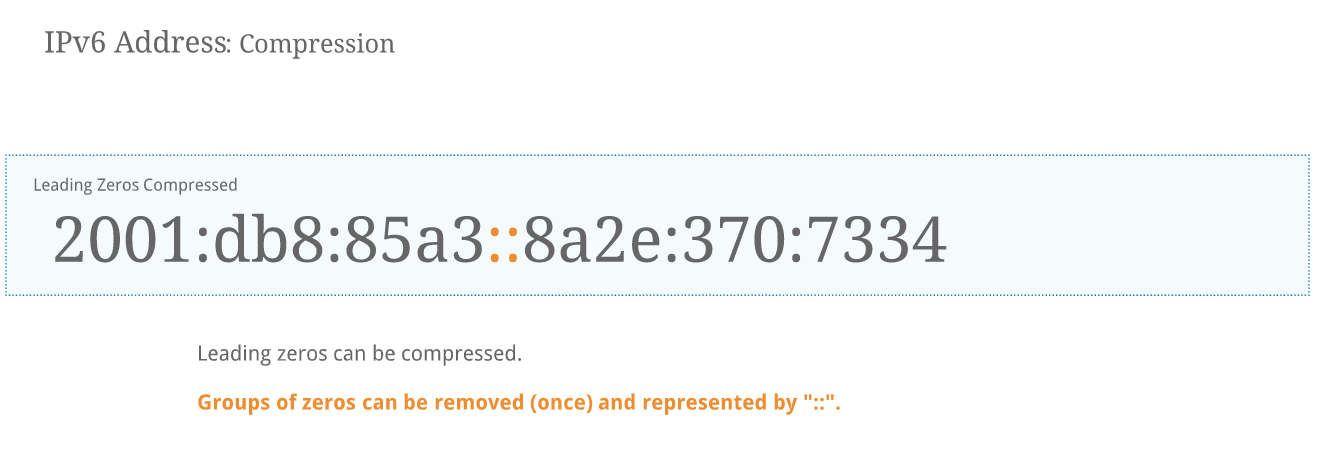 IPv6 Address: Compression
Leading Zeros Compressed
2001:db8:85a3::8a2e:370:7334
Leading zeros can be compressed.
Groups of zeros can be removed (once) and represented by "::".